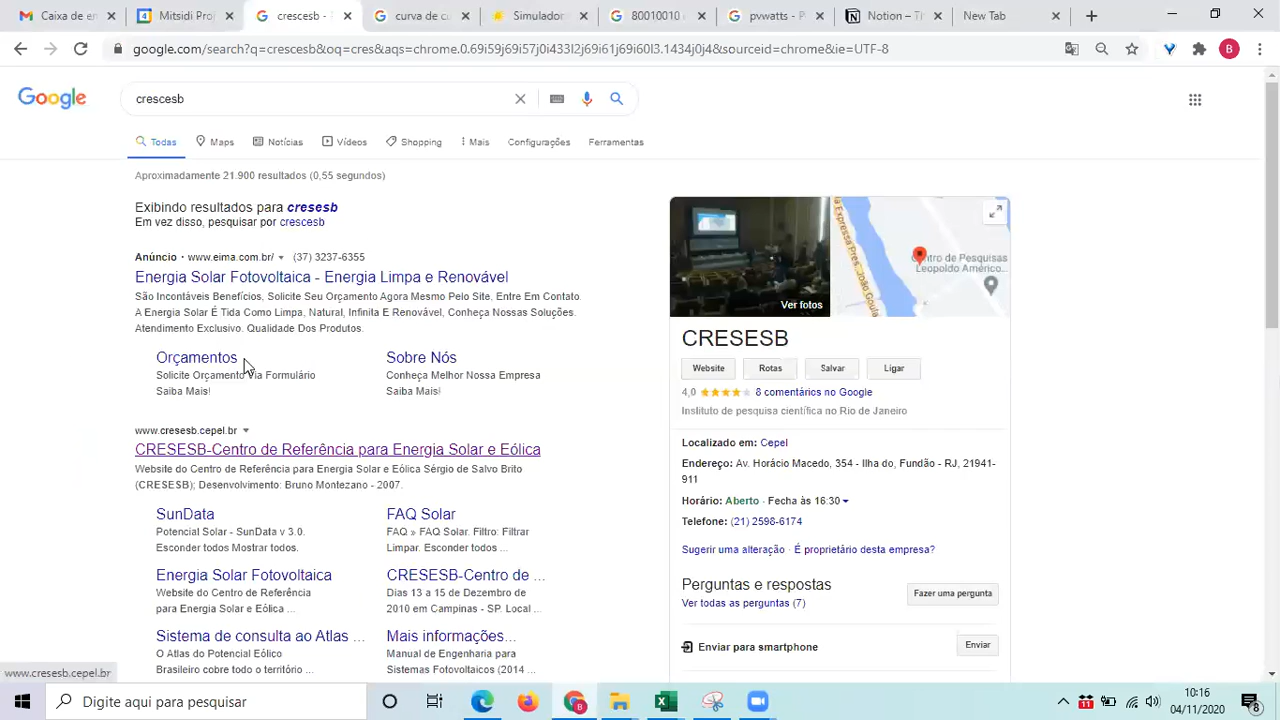 Mitsidi Pro
crescesb - 
curva de co
Simulador
80010010
pvwatts - P
Notion – Th
New Tab
google.com/search?q=crescesb&oq=cres&aqs=chrome.0.69i59j69i57j0i433l2j69i61j69i60l3.1434j0j4&sourceid=chrome&ie=UTF-8
B
Google
crescesb
Todas
Maps
Notícias
Vídeos
Shopping
Mais
Configurações
Ferramentas
Aproximadamente 21.900 resultados (0,55 segundos)
Exibindo resultados para cresesb
Em vez disso, pesquisar por crescesb
Anúncio · www.eima.com.br/ (37) 3237-6355
Energia Solar Fotovoltaica - Energia Limpa e Renovável
São Incontáveis Benefícios, Solicite Seu Orçamento Agora Mesmo Pelo Site, Entre Em Contato.
A Energia Solar É Tida Como Limpa, Natural, Infinita E Renovável, Conheça Nossas Soluções.
Atendimento Exclusivo. Qualidade Dos Produtos.
Orçamentos
Solicite Orçamento Via Formulário
Saiba Mais!
Sobre Nós
Conheça Melhor Nossa Empresa
Saiba Mais!
www.cresesb.cepel.br
CRESESB-Centro de Referência para Energia Solar e Eólica
Website do Centro de Referência para Energia Solar e Eólica Sérgio de Salvo Brito
(CRESESB); Desenvolvimento: Bruno Montezano - 2007.
SunData
Potencial Solar - SunData v 3.0.
Esconder todos Mostrar todos.
FAQ Solar
FAQ » FAQ Solar. Filtro: Filtrar
Limpar. Esconder todos ...
Energia Solar Fotovoltaica
Website do Centro de Referência
para Energia Solar e Eólica ...
CRESESB-Centro de ...
Dias 13 a 15 de Dezembro de
2010 em Campinas - SP. Local ...
Sistema de consulta ao Atlas ...
O Atlas do Potencial Eólico
Brasileiro cobre todo o território ...
Mais informações...
Manual de Engenharia para
Sistemas Fotovoltaicos (2014 ...
Ver fotos
Centro de Pesquisas
Leopoldo Américo...
Expressa Pres. João Goula
CRESESB
Website
Rotas
Salvar
Ligar
4,0
8 comentários no Google
Instituto de pesquisa científica no Rio de Janeiro
Localizado em: Cepel
Endereço: Av. Horácio Macedo, 354 - Ilha do, Fundão - RJ, 21941-
911
Horário: Aberto · Fecha às 16:30
Telefone: (21) 2598-6174
Sugerir uma alteração · É proprietário desta empresa?
Perguntas e respostas
Ver todas as perguntas (7)
Fazer uma pergunta
Enviar para smartphone
Enviar
www.cresesb.cepel.br
Digite aqui para pesquisar
10:16
04/11/2020
8